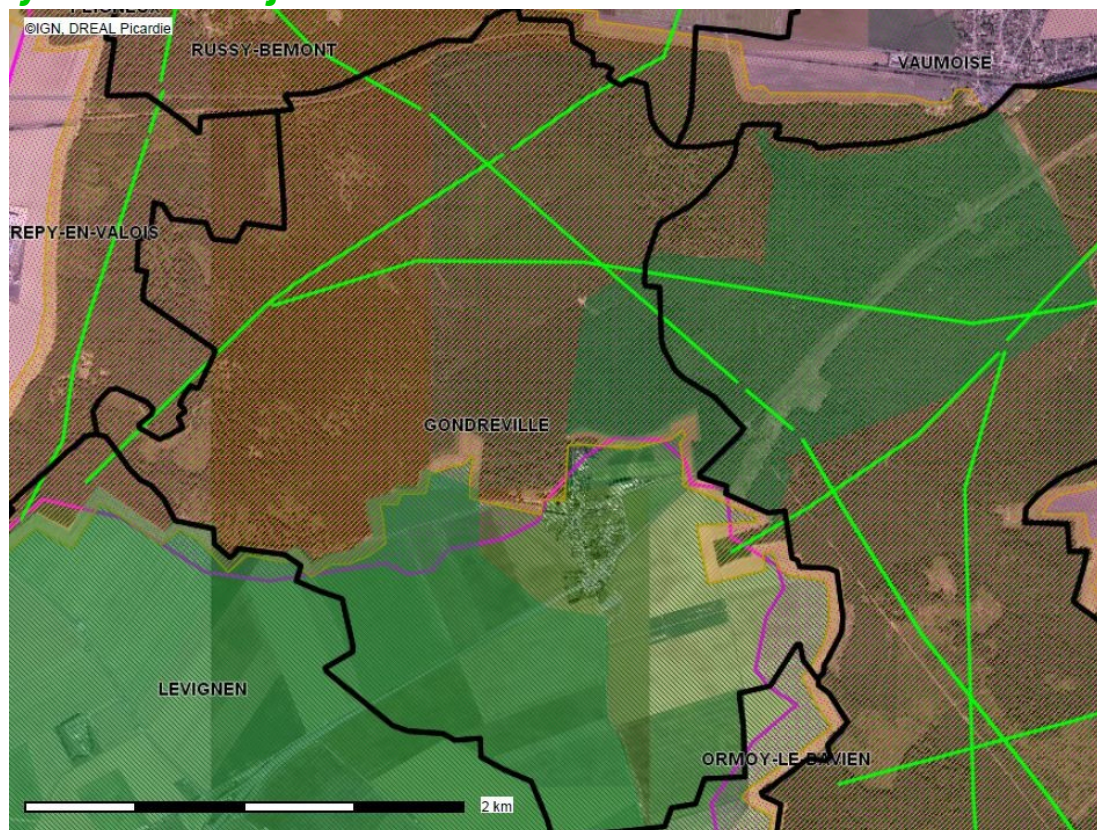 ©IGN, DREAL Picardie
RUSSY-BEMONT
VAUMOISE
REPY-EN-VALOIS
GONDREVILLE
LEVIGNEN
ORMOY-LE-DAVIEN
2 km